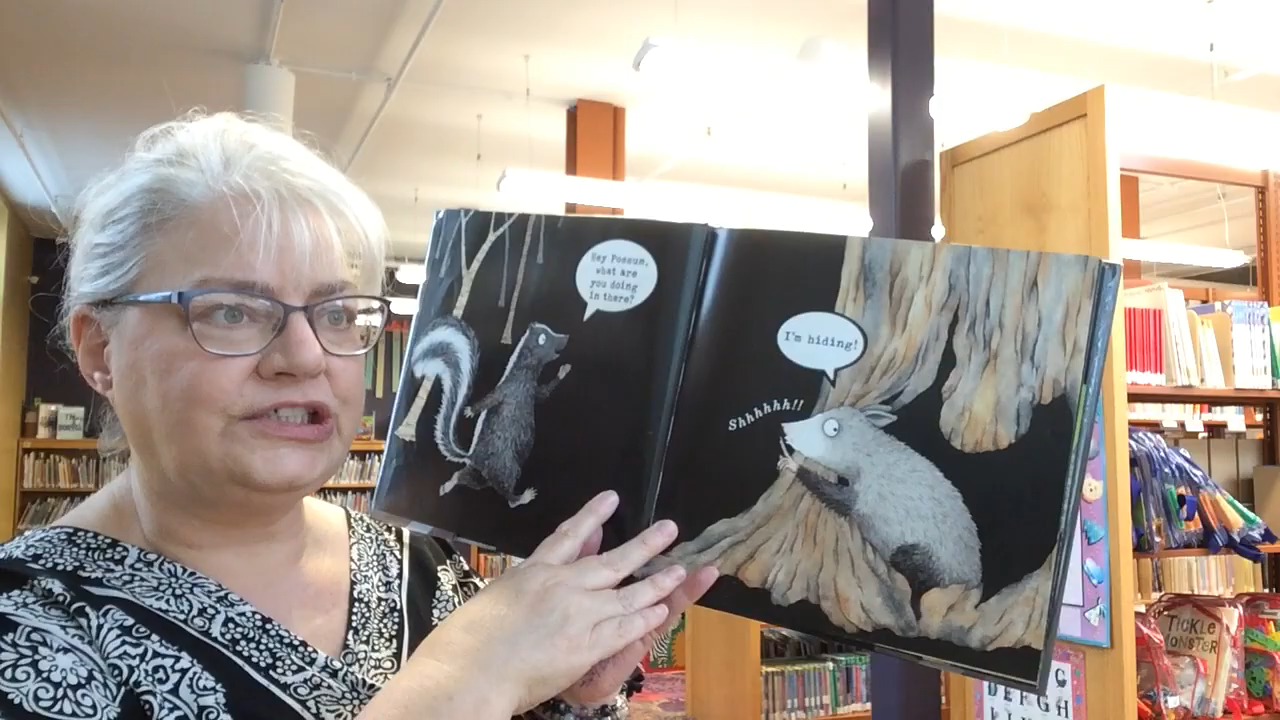 Hey Possum,
what are
you doing
in there?
I'm hiding!
Shhhhhh!!
TICKLE
MONSTER
G
D E F G H